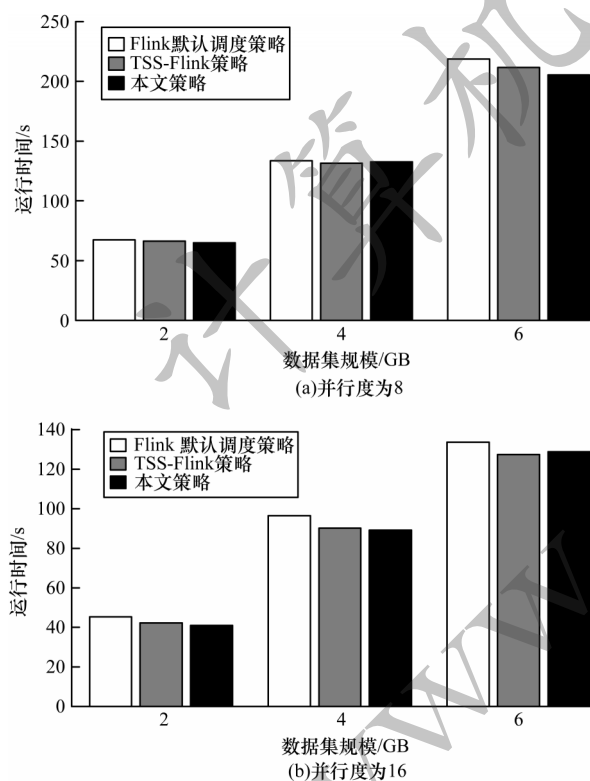 250
Flink默认调度策略
TSS-Flink策略
200
本文策略
150
运行时间/s
100
50
0
2
4
6
数据集规模/GB
(a)并行度为8
140
Flink 默认调度策略
120
TSS-Flink策略
本文策略
100
80
运行时间/s
60
40
20
0
2
4
6
数据集规模/GB
(b)并行度为16
计算机
www